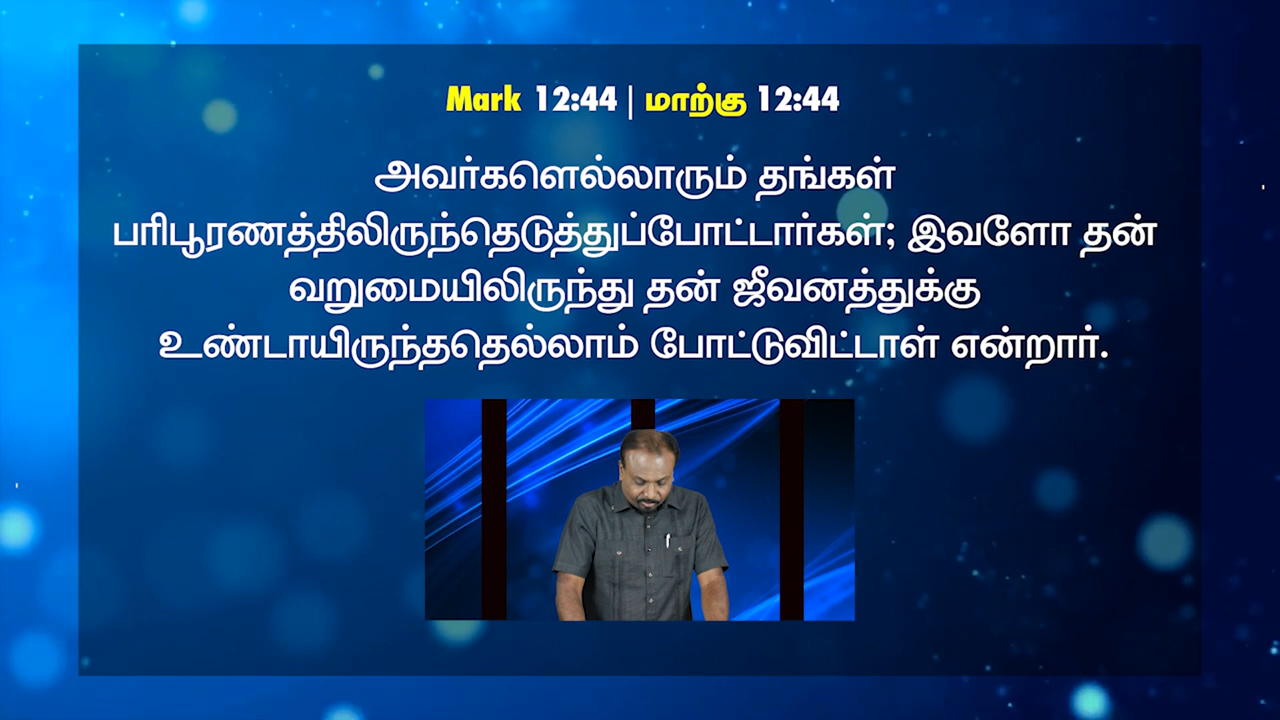 Mark 12:44 | மாற்கு 12:44
அவர்களெல்லாரும் தங்கள்
பரிபூரணத்திலிருந்தெடுத்துப்போட்டார்கள்; இவளோ தன்
வறுமையிலிருந்து தன் ஜீவனத்துக்கு
உண்டாயிருந்ததெல்லாம் போட்டுவிட்டாள் என்றார்.